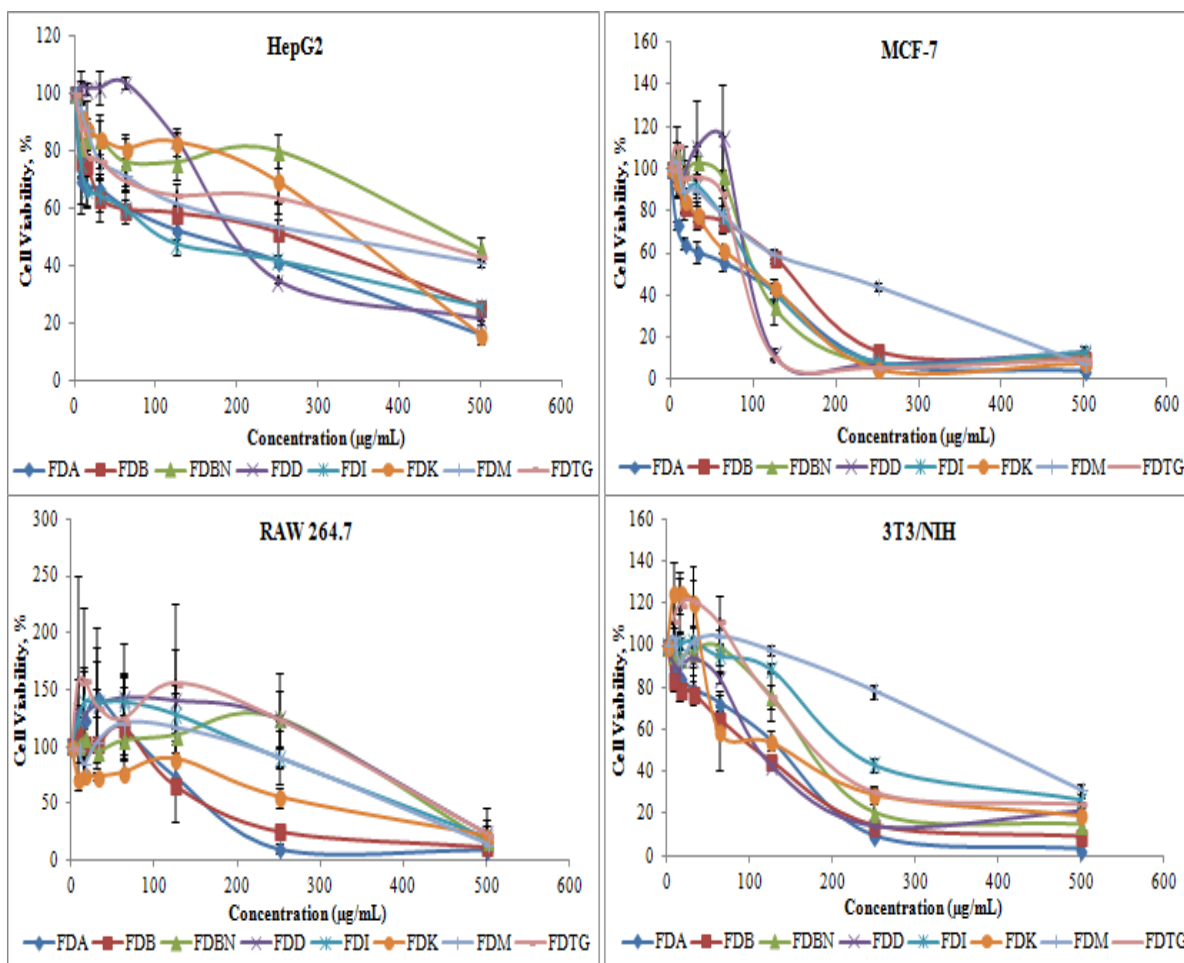 HepG2
Cell Viability, %
120
100
80
60
40
20
0
0 100 200 300 400 500 600
Concentration (µg/mL)
FDA FDB FDBN FDD FDI FDK FDM FDTG
MCF-7
Cell Viability, %
160
140
120
100
80
60
40
20
0
0 100 200 300 400 500 600
Concentration (µg/mL)
FDA FDB FDBN FDD FDI FDK FDM FDTG
RAW 264.7
Cell Viability, %
300
250
200
150
100
50
0
0 100 200 300 400 500 600
Concentration (µg/mL)
FDA FDB FDBN FDD FDI FDK FDM FDTG
3T3/NIH
Cell Viability, %
160
140
120
100
80
60
40
20
0
0 100 200 300 400 500 600
Concentration (µg/mL)
FDA FDB FDBN FDD FDI FDK FDM FDTG